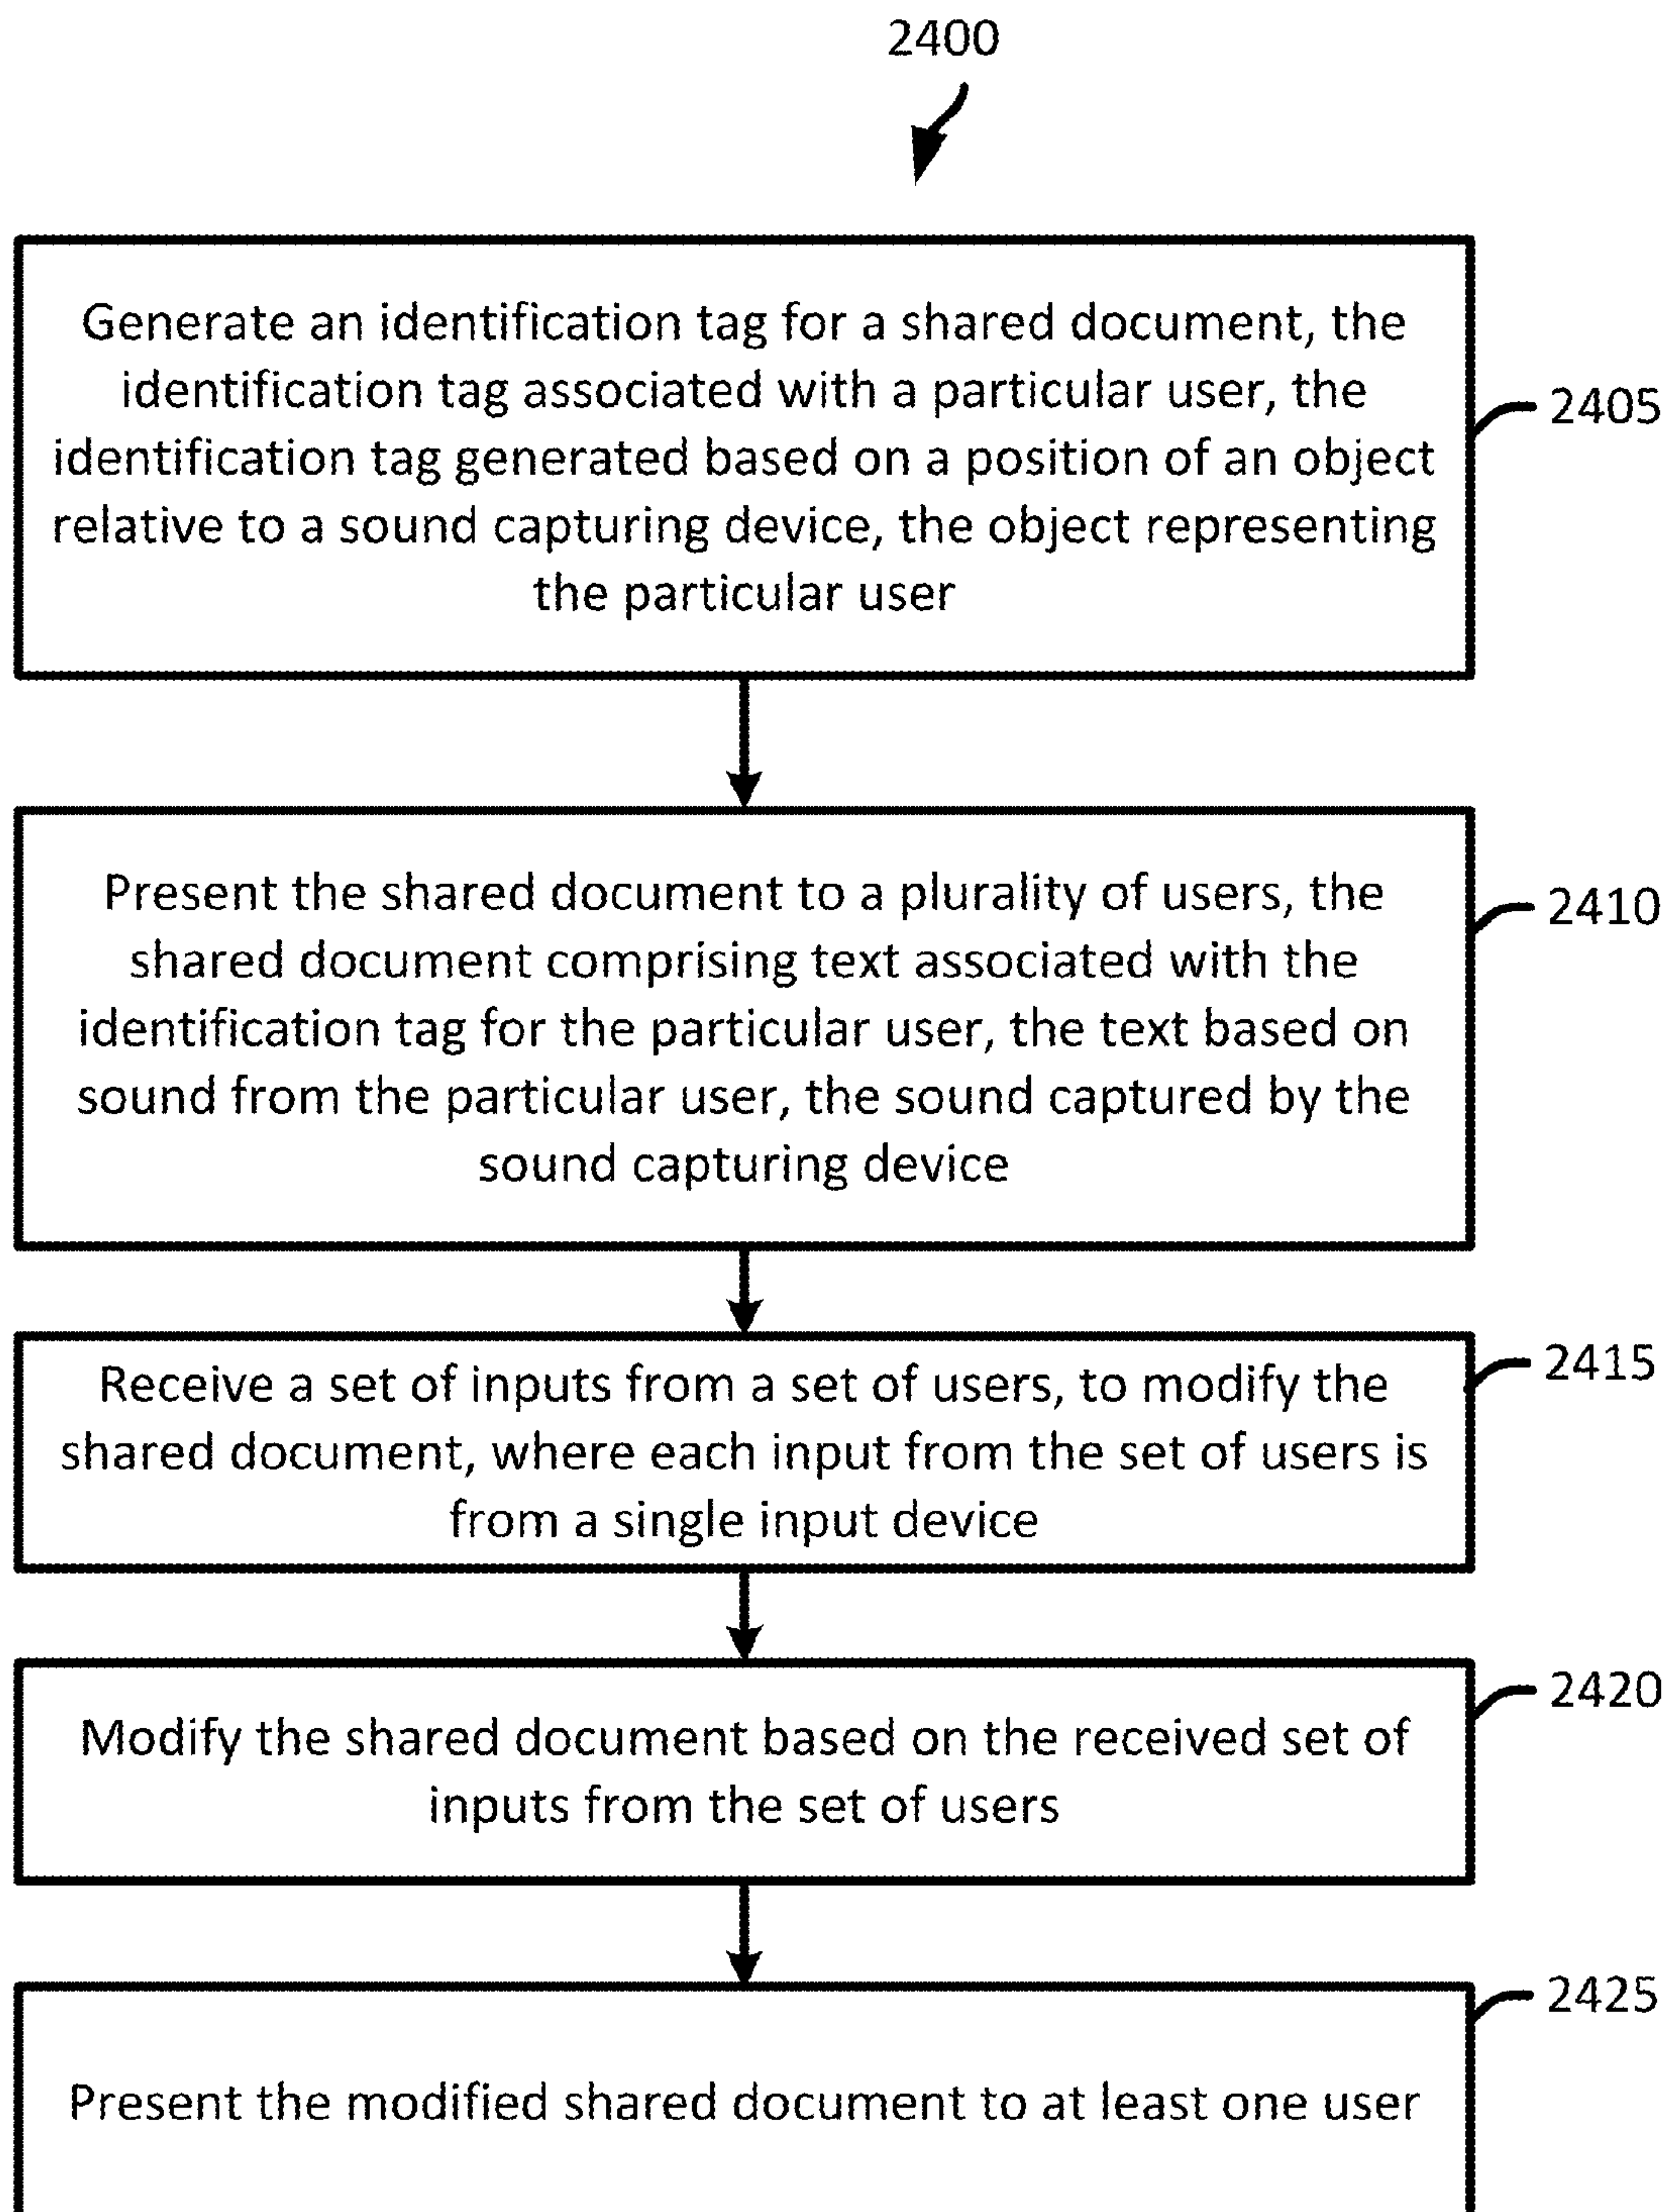 2400
Generate an identification tag for a shared document, the
identification tag associated with a particular user, the
identification tag generated based on a position of an object
relative to a sound capturing device, the object representing
the particular user
2405
Present the shared document to a plurality of users, the
shared document comprising text associated with the
identification tag for the particular user, the text based on
sound from the particular user, the sound captured by the
sound capturing device
2410
Receive a set of inputs from a set of users, to modify the
shared document, where each input from the set of users is
from a single input device
2415
Modify the shared document based on the received set of
inputs from the set of users
2420
Present the modified shared document to at least one user
2425